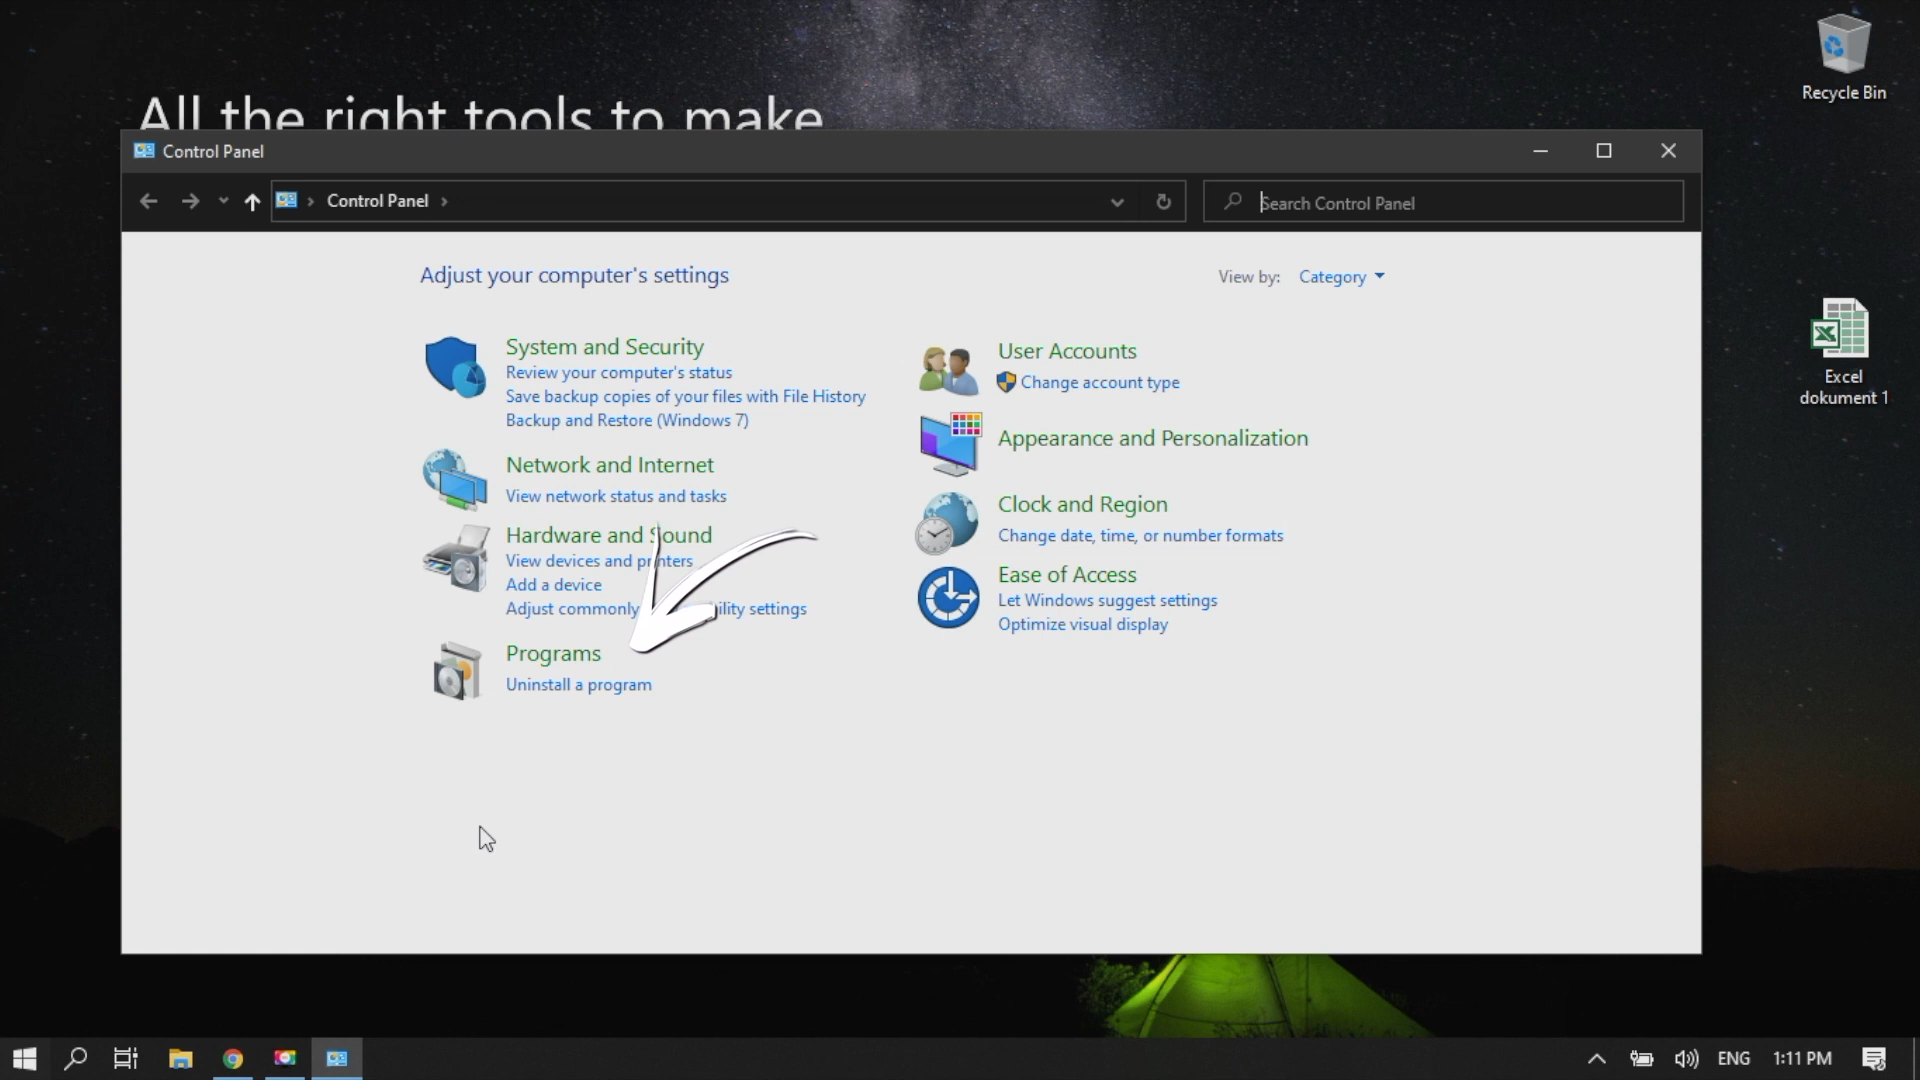 All the right tools to make
Recycle Bin
Control Panel
Control Panel
Search Control Panel
Adjust your computer's settings
View by: Category
System and Security
Review your computer's status
Save backup copies of your files with File History
Backup and Restore (Windows 7)
Network and Internet
View network status and tasks
Hardware and Sound
View devices and printers
Add a device
Adjust commonly ility settings
Programs
Uninstall a program
User Accounts
Change account type
Appearance and Personalization
Clock and Region
Change date, time, or number formats
Ease of Access
Let Windows suggest settings
Optimize visual display
Excel
dokument 1
ENG
1:11 PM